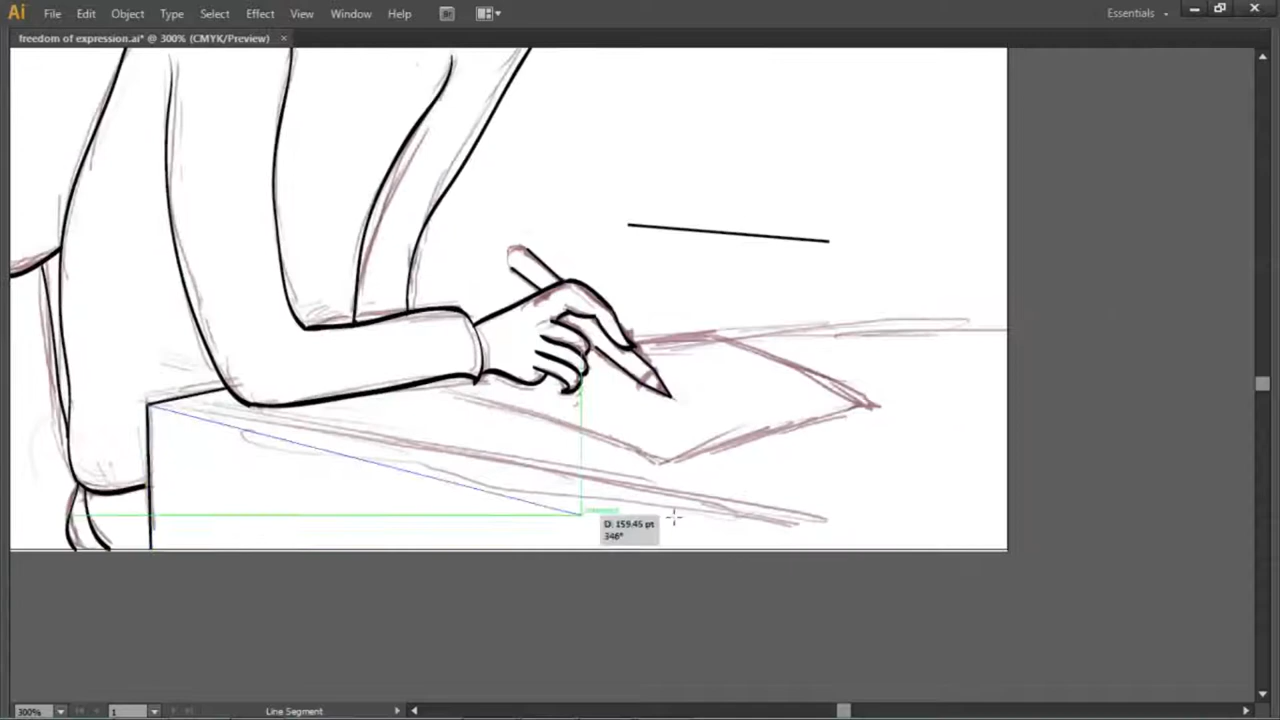 Ai File Edit Object Type Select Effect View Window Help Essentials
freedom of expression.ai* @ 300% (CMYK/Preview)
D: 159.45 pt
346°
300% 1 Line Segment